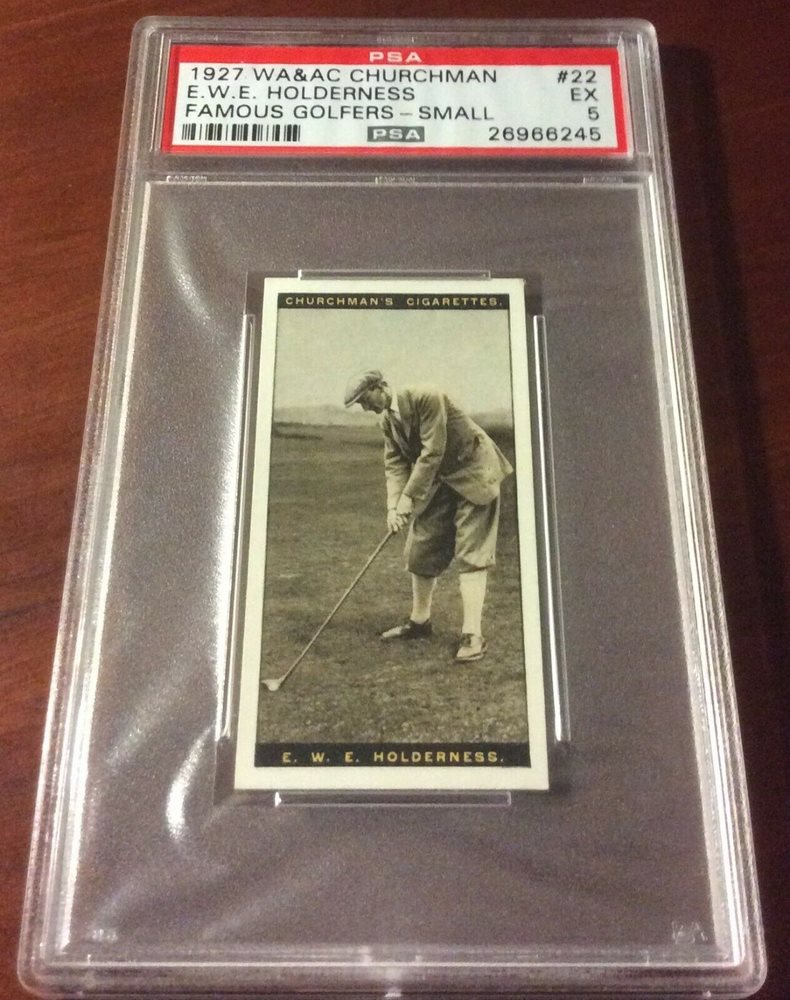 PSA
1927 WA&AC CHURCHMAN #22
E.W.E. HOLDERNESS EX
FAMOUS GOLFERS - SMALL 5
PSA 26966245
CHURCHMAN'S CIGARETTES.
E. W. E. HOLDERNESS.